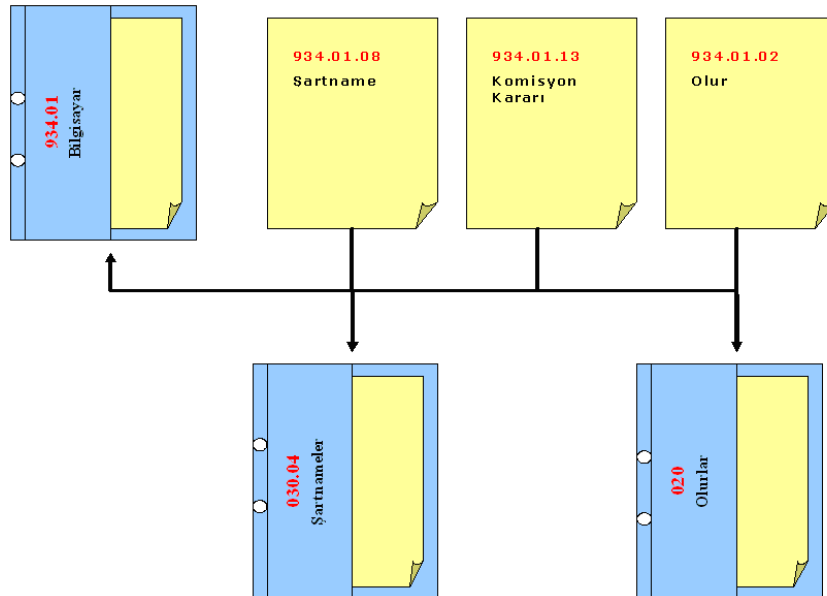 934.01
Bilgisayar
934.01.08
Şartname
934.01.13
Komisyon
Kararı
934.01.02
Olur
030.04
Şartnameler
020
Olurlar